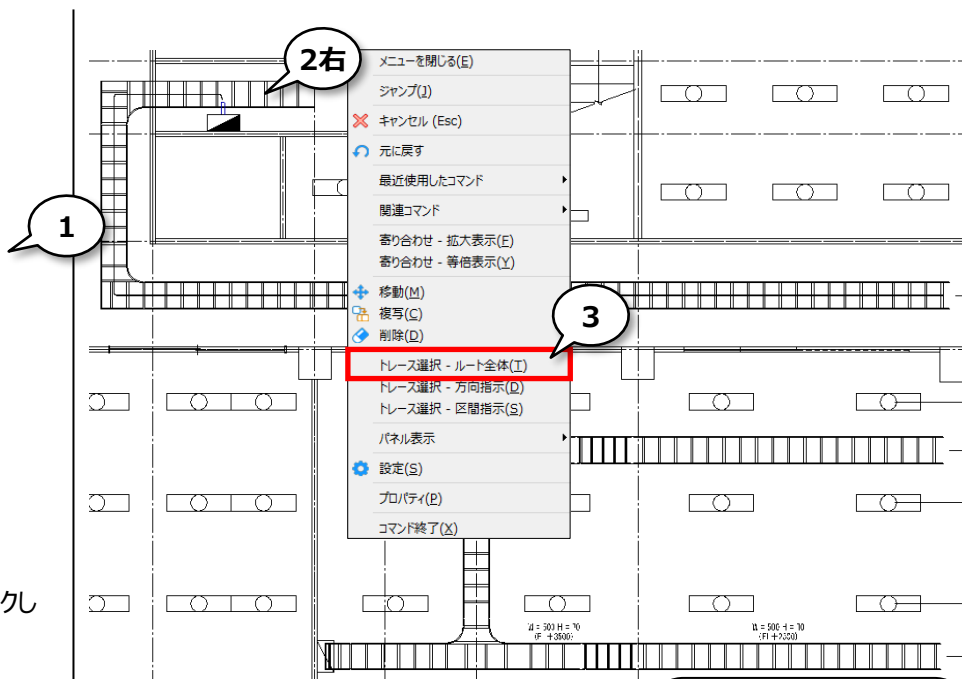 2右
1
メニューを閉じる(E)
ジャンプ(J)
キャンセル (Esc)
元に戻す
最近使用したコマンド
関連コマンド
寄り合わせ - 拡大表示(F)
寄り合わせ - 等倍表示(Y)
移動(M)
複写(C)
削除(D)
3
トレース選択 - ルート全体(T)
トレース選択 - 方向指示(D)
トレース選択 - 区間指示(S)
パネル表示
設定(S)
プロパティ(P)
コマンド終了(X)
クし